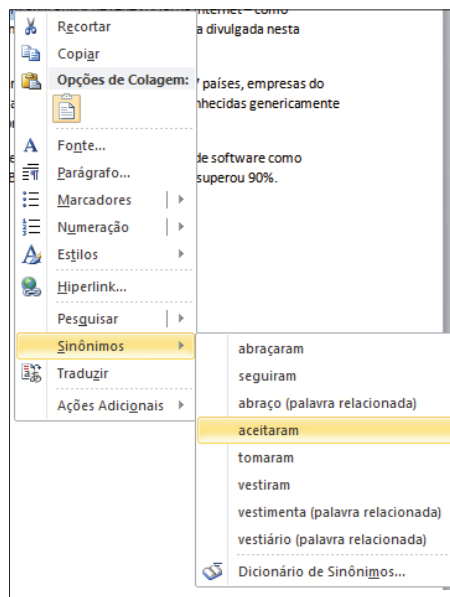 internet – como
Recortar
a divulgada nesta
Copiar
Opções de Colagem:
países, empresas do
nhecidas genericamente
Fonte...
de software como
Parágrafo...
superou 90%.
Marcadores
Numeração
Estilos
Hiperlink...
Pesquisar
Sinônimos
abraçaram
Traduzir
seguiram
Ações Adicionais
abraço (palavra relacionada)
aceitaram
tomaram
vestiram
vestimenta (palavra relacionada)
vestiário (palavra relacionada)
Dicionário de Sinônimos...